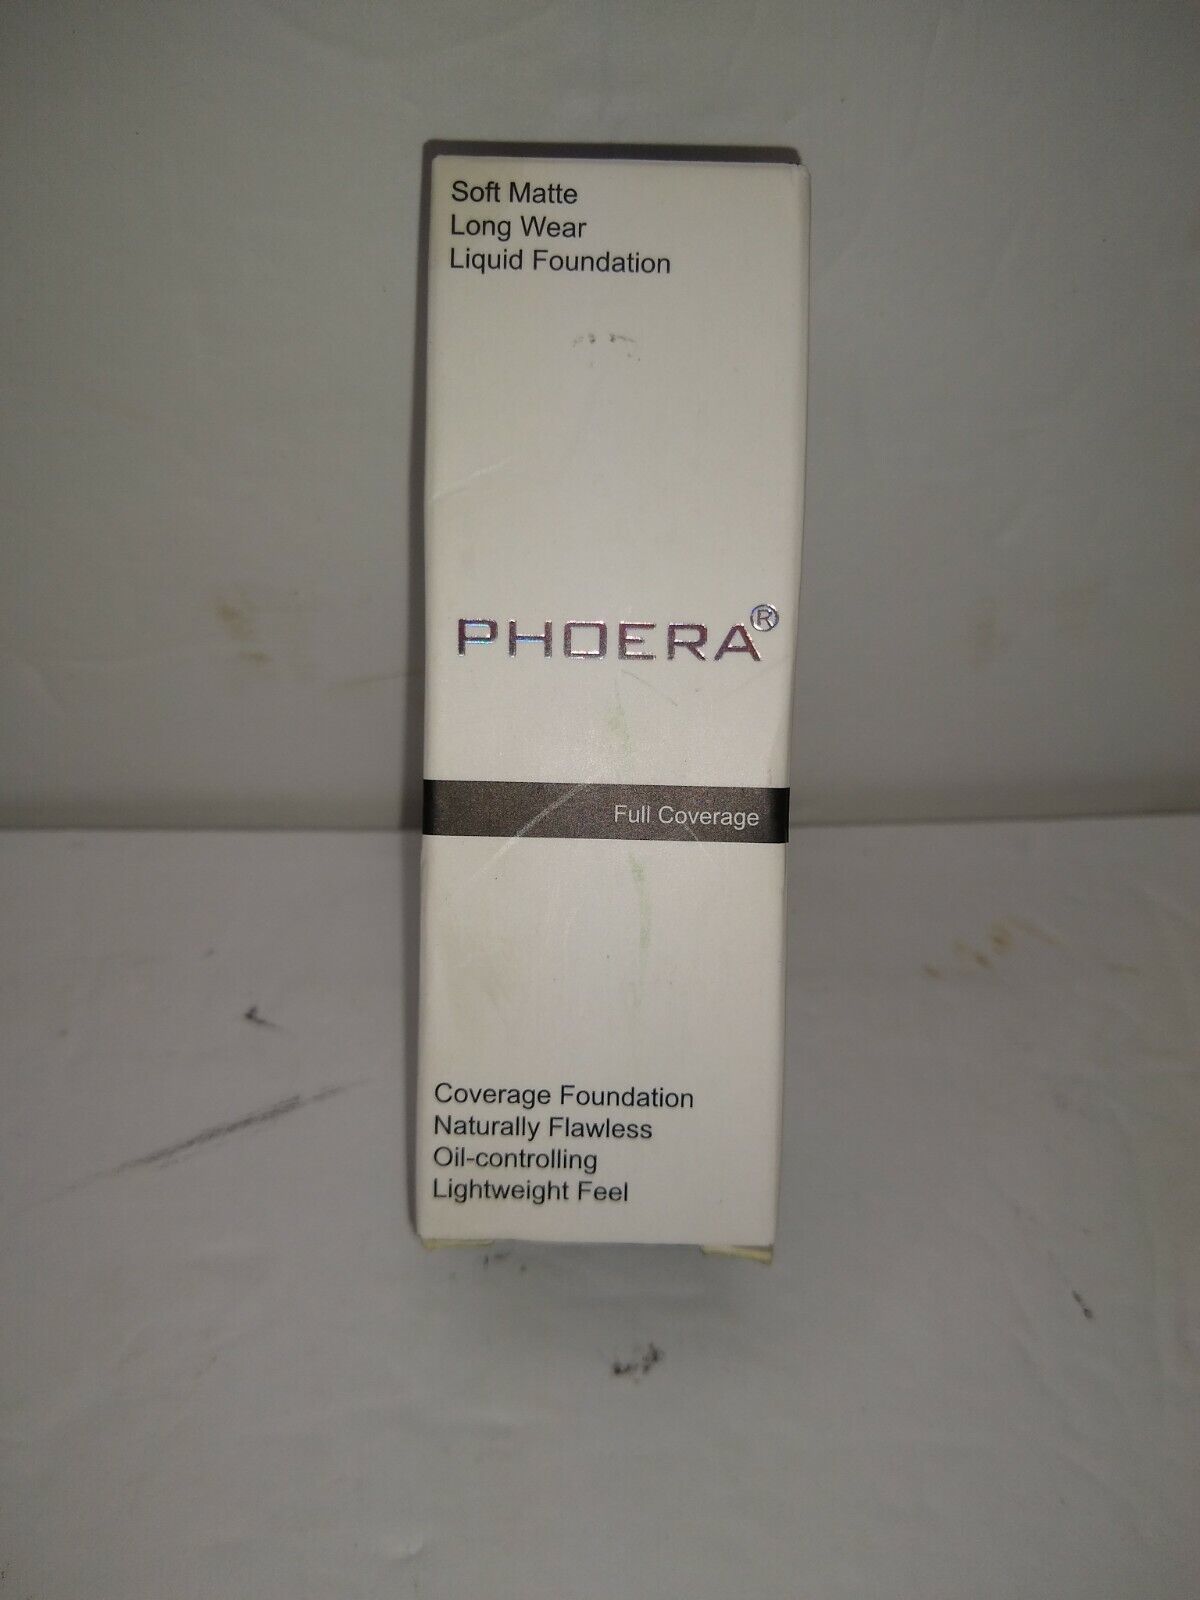 Soft Matte
Long Wear
Liquid Foundation
PHOERA®
Full Coverage
Coverage Foundation
Naturally Flawless
Oil-controlling
Lightweight Feel